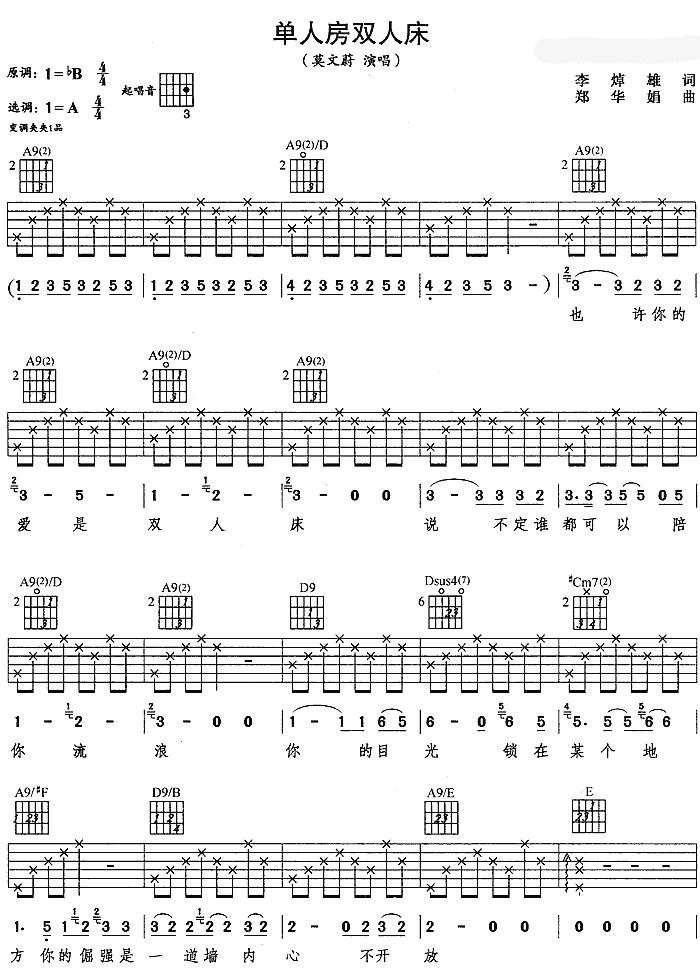 单人房双人床
(莫文蔚 演唱)
原调: 1=♭B 4/4
起唱音
3
李焯雄 词
选调: 1=A 4/4
郑华娟 曲
变调夹夹1品
A9(2) A9(2)/D A9(2)
2 2 2
(1 2 3 5 3 2 5 3 | 1 2 3 5 3 2 5 3 | 4 2 3 5 3 2 5 3 | 4 2 3 5 3 - ) | 3 - 3 2 3 2 |
也 许你的
A9(2) A9(2)/D A9(2)
2 2 2
3 - 5 - | 1 - 2 - | 3 - 0 0 | 3 - 3 3 3 2 | 3. 3 3 5 5 0 5 |
爱 是 双 人 床 说 不定谁 都可以 陪
A9(2)/D A9(2) D9 Dsus4(7) ♯Cm7(2)
2 2 6 2
1 - 2 - | 3 - 0 0 | 1 - 1 1 6 5 | 6 - 0 6 5 | 5. 5 5 6 6 |
你 流 浪 你 的目 光 锁在 某个地
A9/♯F D9/B A9/E E
1. 5 1 2 3 3 | 3 2 2 2 2 3 2 | 2 - 0 2 3 2 | 2 - 0 0 | 0 0 0 0 |
方 你的倔强是 一道墙内 心 不开 放